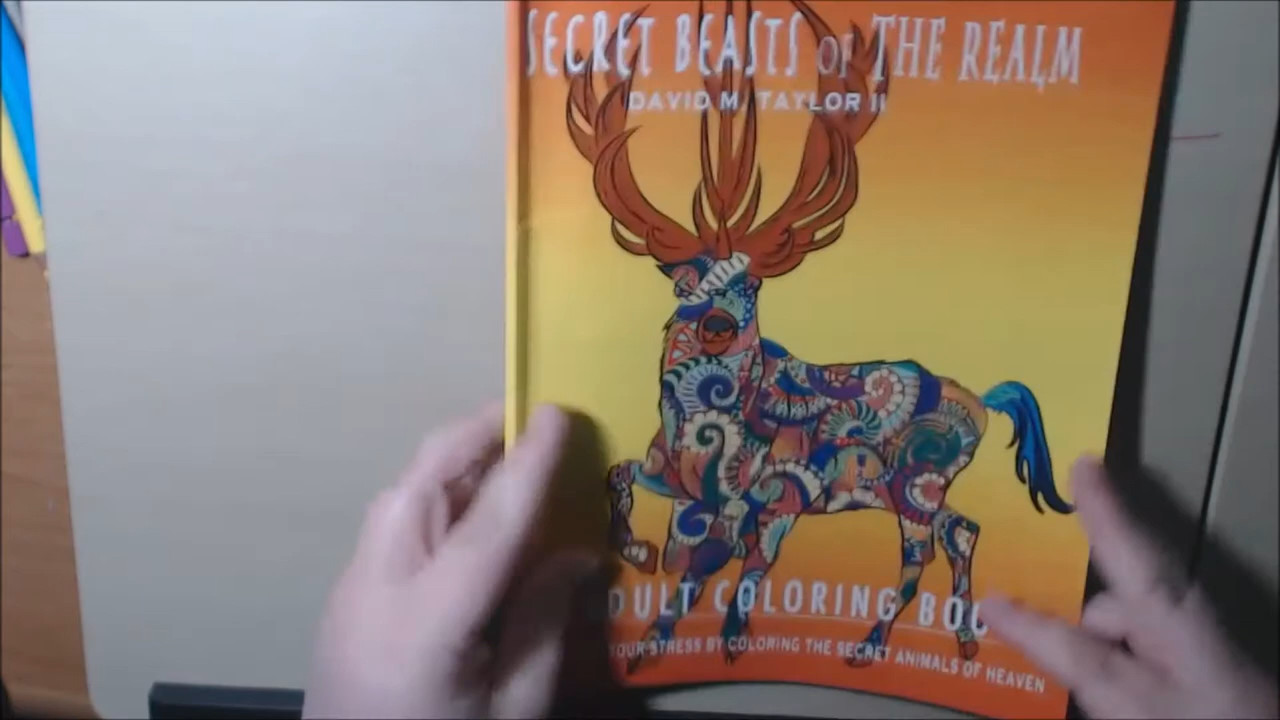 SECRET BEASTS OF THE REALM
DAVID M. TAYLOR II
DULT COLORING BOO
YOUR STRESS BY COLORING THE SECRET ANIMALS OF HEAVEN